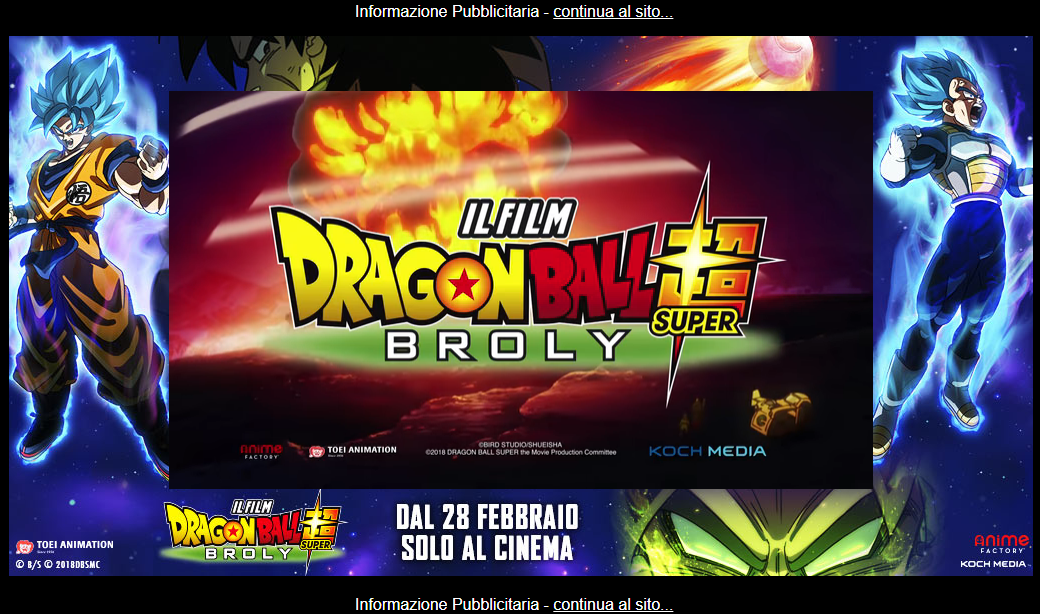 Informazione Pubblicitaria - continua al sito...
悟
IL FILM
DRAGON BALL 超
SUPER
BROLY
anime
FACTORY
TOEI ANIMATION
©BIRD STUDIO/SHUEISHA
©2018 DRAGON BALL SUPER the Movie Production Committee
KOCH MEDIA
IL FILM
DRAGON BALL 超
SUPER
BROLY
DAL 28 FEBBRAIO
SOLO AL CINEMA
TOEI ANIMATION
© B/S © 2018DBSMC
anime
FACTORY
KOCH MEDIA
Informazione Pubblicitaria - continua al sito...